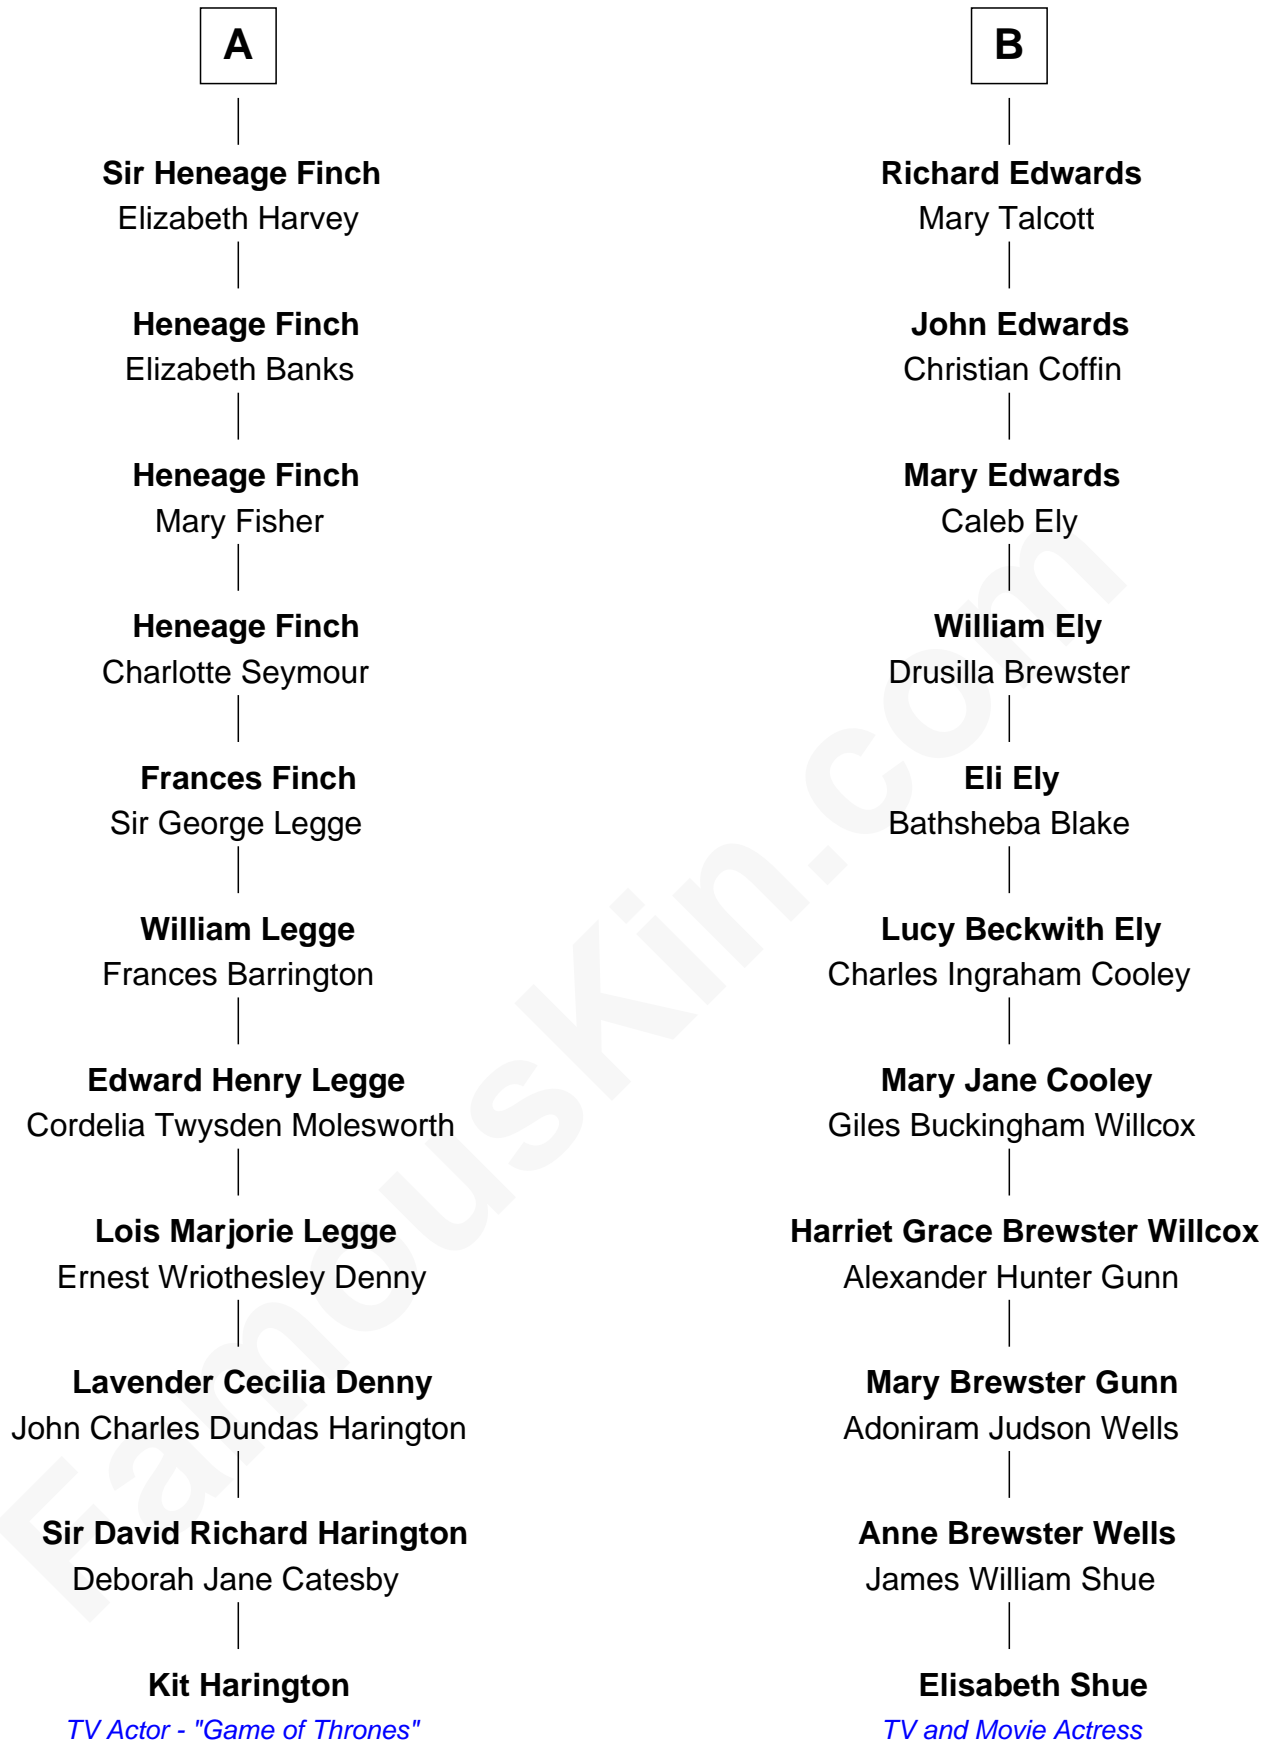 A
Sir Heneage Finch
Elizabeth Harvey
Heneage Finch
Elizabeth Banks
Heneage Finch
Mary Fisher
Heneage Finch
Charlotte Seymour
Frances Finch
Sir George Legge
William Legge
Frances Barrington
Edward Henry Legge
Cordelia Twysden Molesworth
Lois Marjorie Legge
Ernest Wriothesley Denny
Lavender Cecilia Denny
John Charles Dundas Harington
Sir David Richard Harington
Deborah Jane Catesby
Kit Harington
TV Actor - "Game of Thrones"
B
Richard Edwards
Mary Talcott
John Edwards
Christian Coffin
Mary Edwards
Caleb Ely
William Ely
Drusilla Brewster
Eli Ely
Bathsheba Blake
Lucy Beckwith Ely
Charles Ingraham Cooley
Mary Jane Cooley
Giles Buckingham Willcox
Harriet Grace Brewster Willcox
Alexander Hunter Gunn
Mary Brewster Gunn
Adoniram Judson Wells
Anne Brewster Wells
James William Shue
Elisabeth Shue
TV and Movie Actress
FamousKin.com